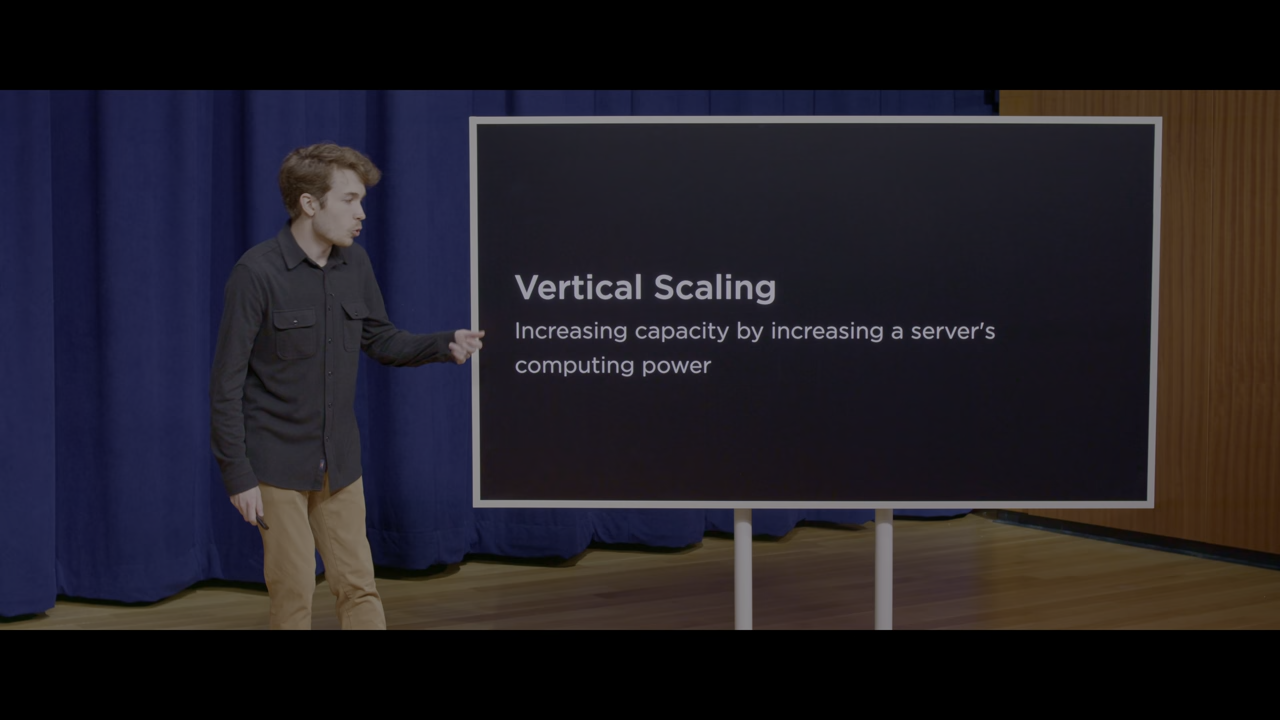 Vertical Scaling
Increasing capacity by increasing a server's
computing power